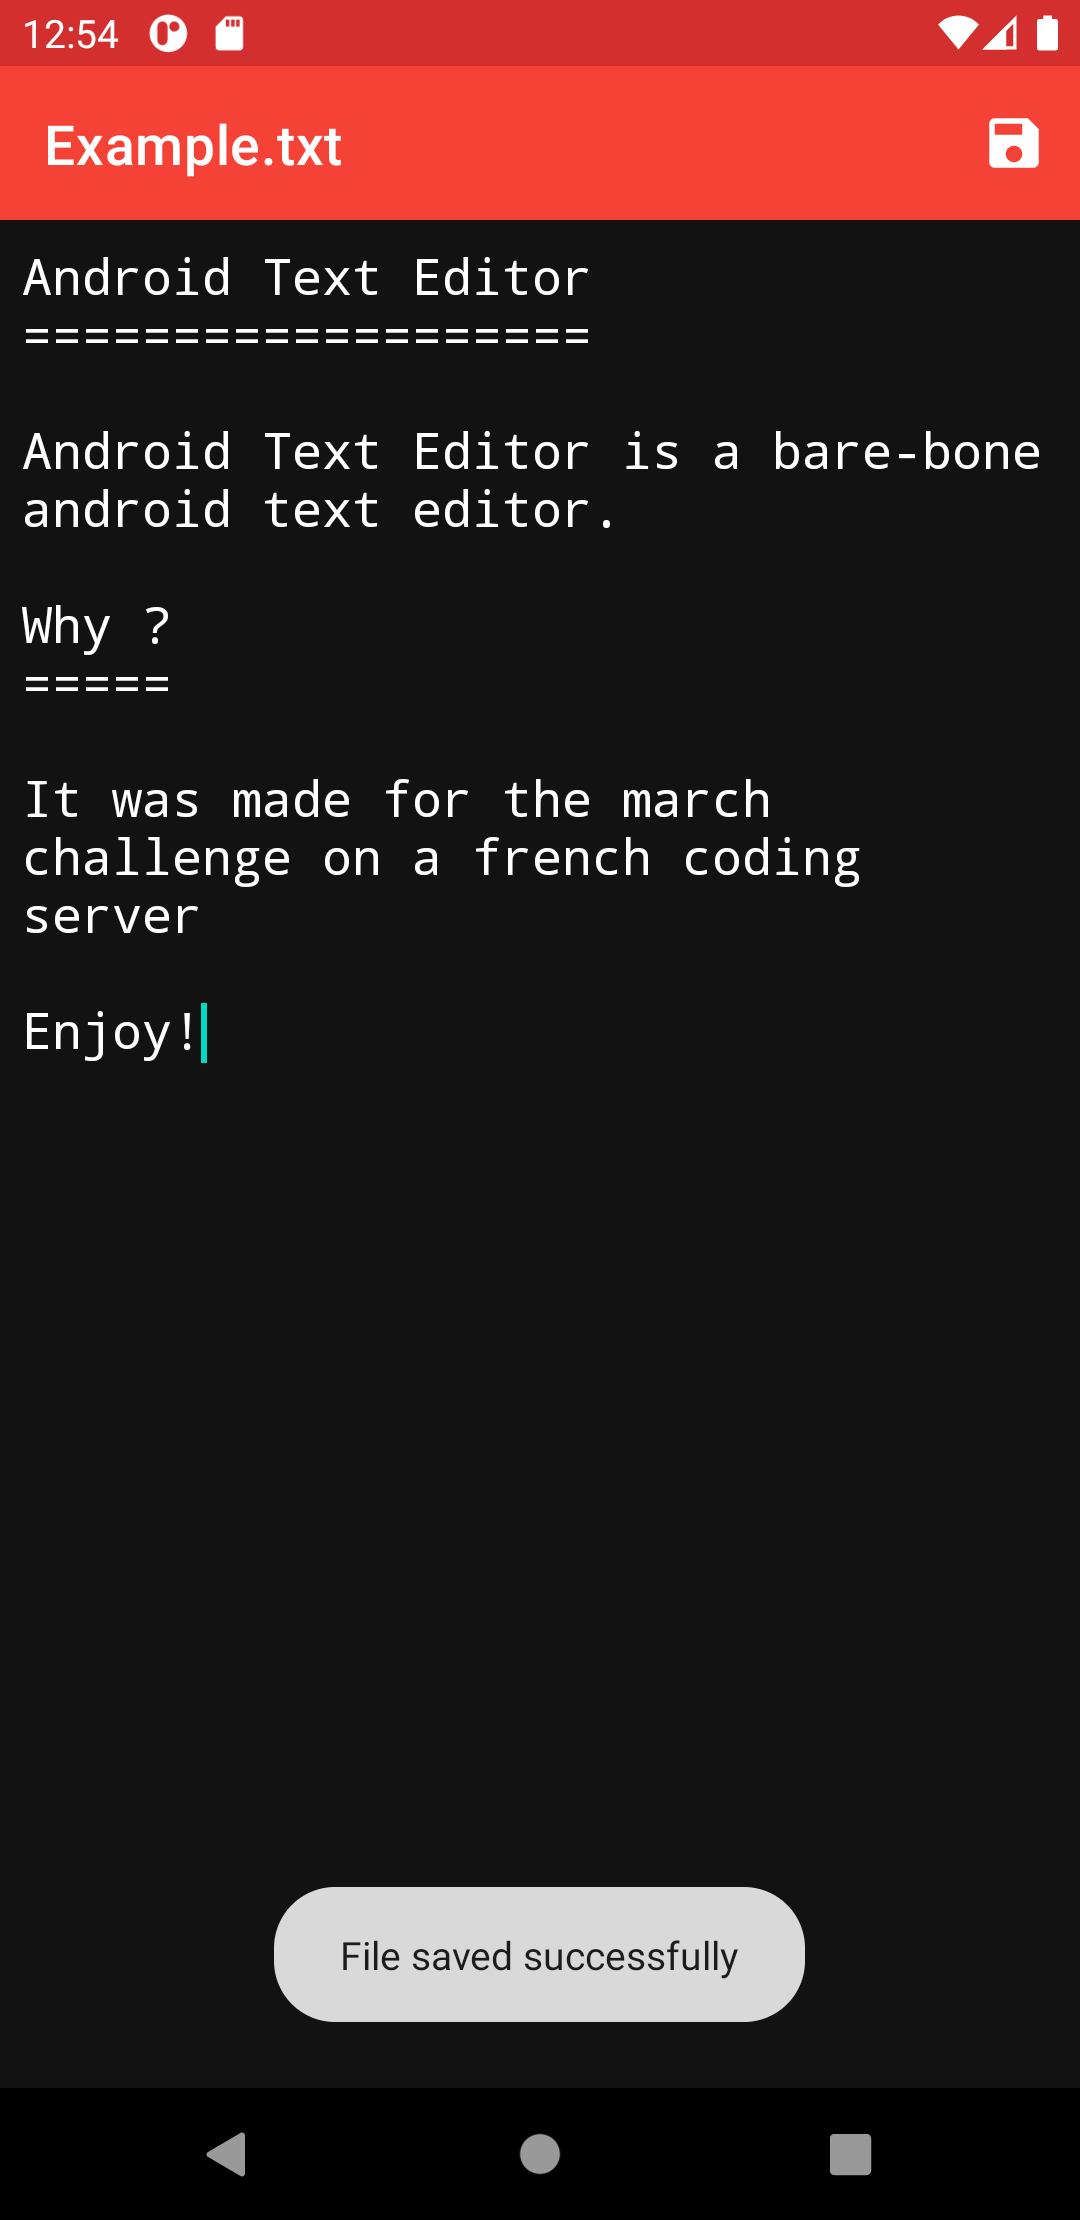 12:54
Example.txt
Android Text Editor
===================
Android Text Editor is a bare-bone
android text editor.
Why ?
=====
It was made for the march
challenge on a french coding
server
Enjoy!
File saved successfully